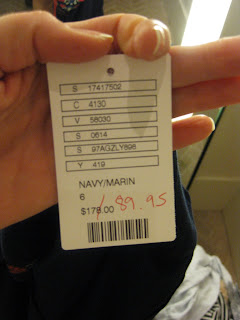 S 17417502
C 4130
V 58030
S 0614
S 97AGZLY896
Y 419
NAVY/MARIN
6
$178.00 / 89.95